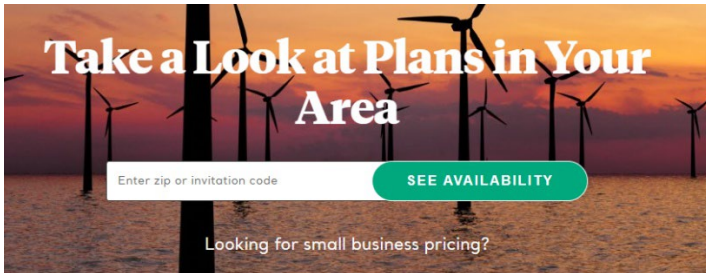 Take a Look at Plans in Your
Area
Enter zip or invitation code
SEE AVAILABILITY
Looking for small business pricing?